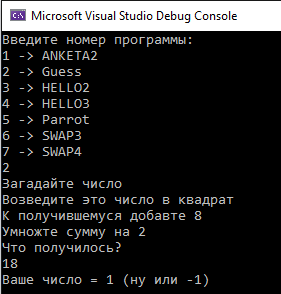 Microsoft Visual Studio Debug Console
Введите номер программы:
1 -> ANKETA2
2 -> Guess
3 -> HELLO2
4 -> HELLO3
5 -> Parrot
6 -> SWAP3
7 -> SWAP4
2
Загадайте число
Возведите это число в квадрат
К получившемуся добавте 8
Умножте сумму на 2
Что получилось?
18
Ваше число = 1 (ну или -1)